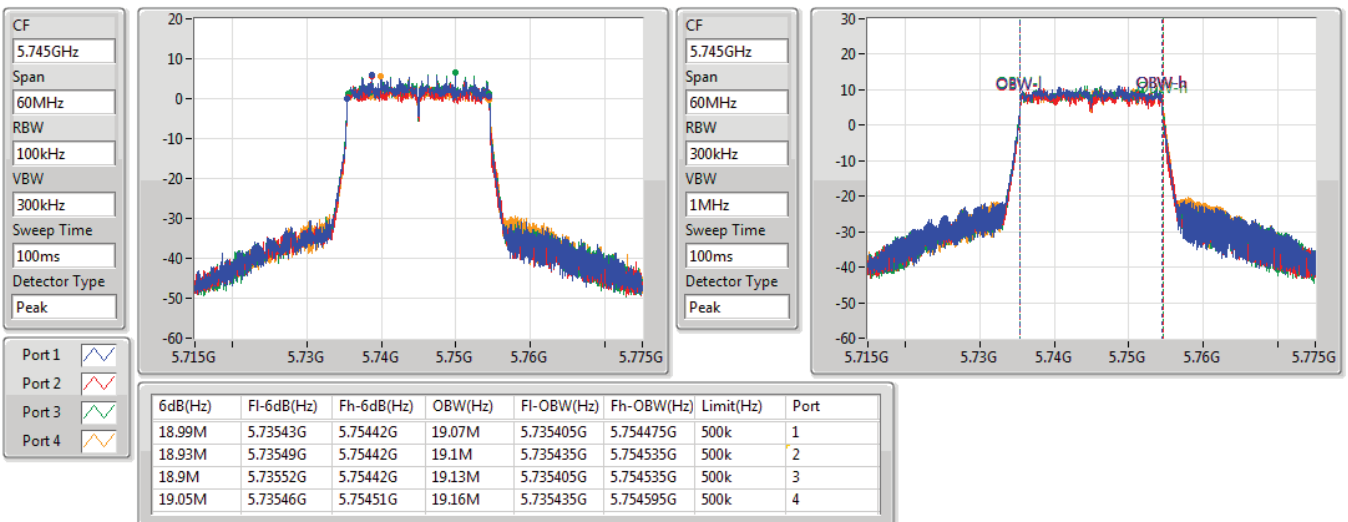 CF
5.745GHz
Span
60MHz
RBW
100kHz
VBW
300kHz
Sweep Time
100ms
Detector Type
Peak
20
10
0
-10
-20
-30
-40
-50
-60
5.715G 5.73G 5.74G 5.75G 5.76G 5.775G
CF
5.745GHz
Span
60MHz
RBW
300kHz
VBW
1MHz
Sweep Time
100ms
Detector Type
Peak
30
20
10
0
-10
-20
-30
-40
-50
-60
OBW-l OBW-h
5.715G 5.73G 5.74G 5.75G 5.76G 5.775G
Port 1
Port 2
Port 3
Port 4
6dB(Hz) Fl-6dB(Hz) Fh-6dB(Hz) OBW(Hz) Fl-OBW(Hz) Fh-OBW(Hz) Limit(Hz) Port
18.99M 5.73543G 5.75442G 19.07M 5.735405G 5.754475G 500k 1
18.93M 5.73549G 5.75442G 19.1M 5.735435G 5.754535G 500k 2
18.9M 5.73552G 5.75442G 19.13M 5.735405G 5.754535G 500k 3
19.05M 5.73546G 5.75451G 19.16M 5.735435G 5.754595G 500k 4